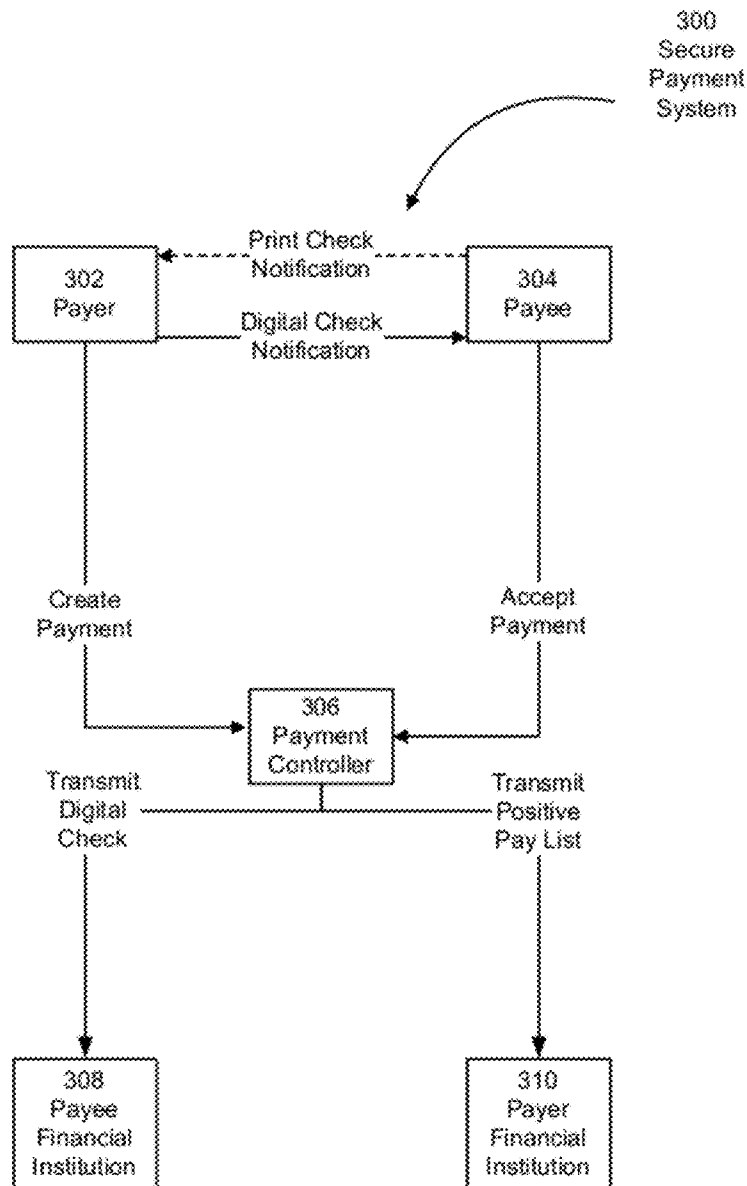 300
Secure
Payment
System
Print Check
Notification
302
Payer
304
Payee
Digital Check
Notification
Create
Payment
Accept
Payment
306
Payment
Controller
Transmit
Digital
Check
Transmit
Positive
Pay List
308
Payee
Financial
Institution
310
Payer
Financial
Institution